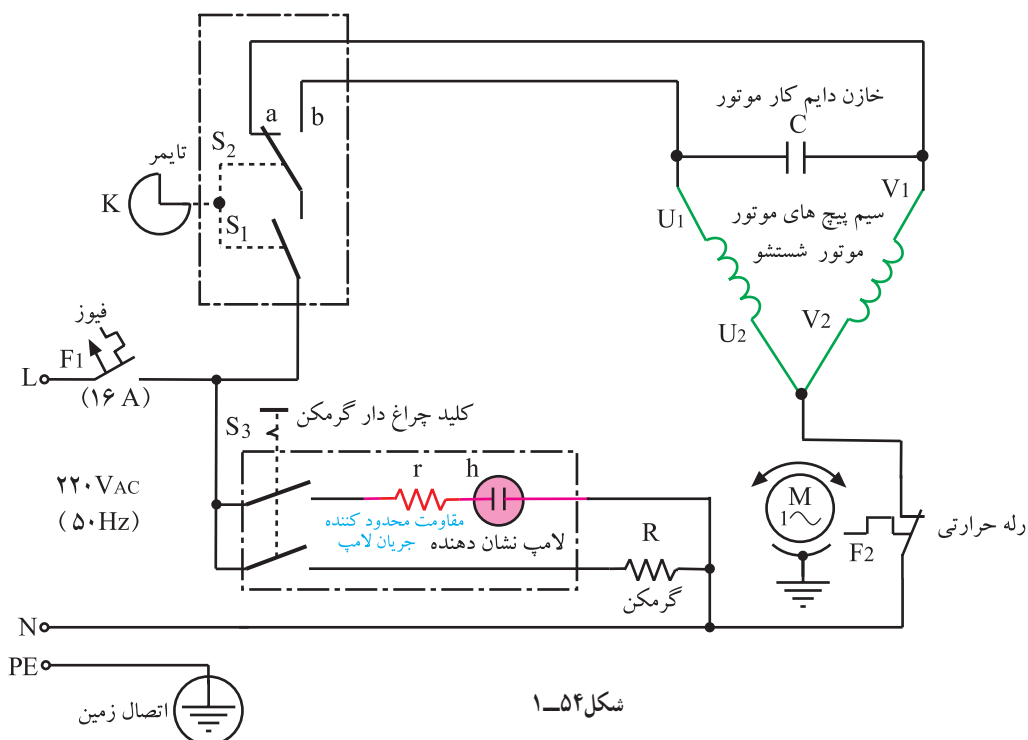 a
b
S2
تایمر
K
S1
خازن دایم کار موتور
C
U1
V1
سیم پیچ های موتور
موتور شستشو
U2
V2
فیوز
F1
L
(۱۶ A)
S3
کلید چراغ دار گرمکن
۲۲۰VAC
(۵۰Hz)
r
h
مقاومت محدود کننده
جریان لامپ
لامپ نشان دهنده
R
گرمکن
M
1
F2
رله حرارتی
N
PE
اتصال زمین
شکل۵۴–۱